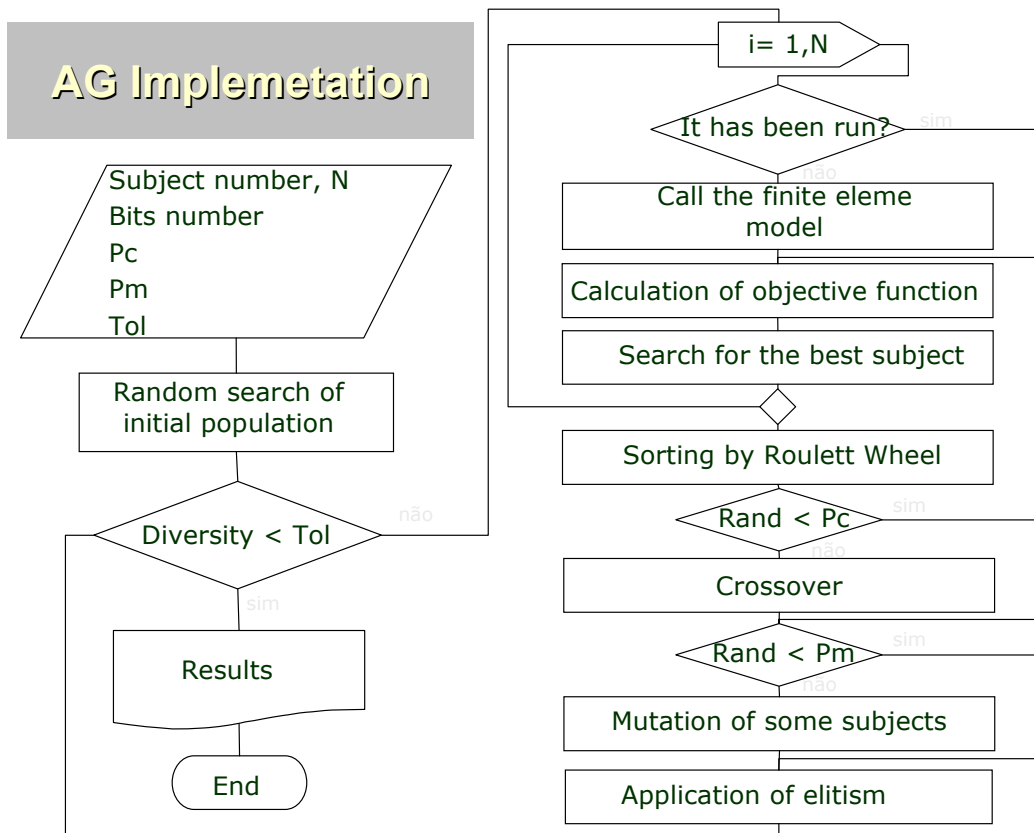 AG Implemetation
Subject number, N
Bits number
Pc
Pm
Tol
Random search of
initial population
Diversity < Tol
não
sim
Results
End
i= 1,N
It has been run?
sim
não
Call the finite eleme
model
Calculation of objective function
Search for the best subject
Sorting by Roulett Wheel
Rand < Pc
sim
não
Crossover
Rand < Pm
sim
não
Mutation of some subjects
Application of elitism